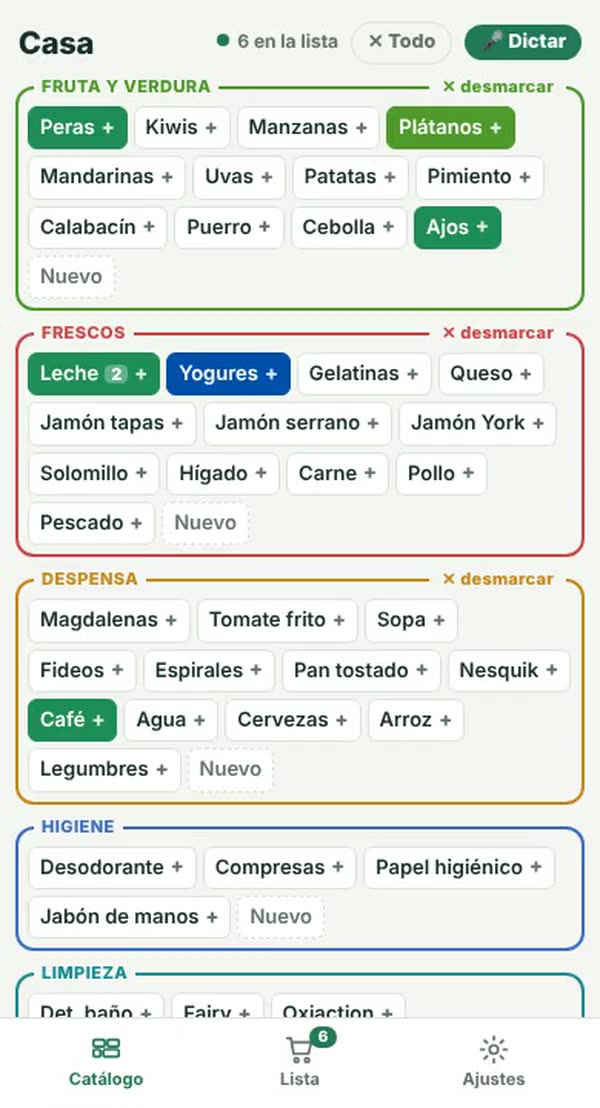 Casa 6 en la lista ✕ Todo 🎤 Dictar
FRUTA Y VERDURA ✕ desmarcar
Peras + Kiwis + Manzanas + Plátanos +
Mandarinas + Uvas + Patatas + Pimiento +
Calabacín + Puerro + Cebolla + Ajos +
Nuevo
FRESCOS ✕ desmarcar
Leche 2 + Yogures + Gelatinas + Queso +
Jamón tapas + Jamón serrano + Jamón York +
Solomillo + Hígado + Carne + Pollo +
Pescado + Nuevo
DESPENSA ✕ desmarcar
Magdalenas + Tomate frito + Sopa +
Fideos + Espirales + Pan tostado + Nesquik +
Café + Agua + Cervezas + Arroz +
Legumbres + Nuevo
HIGIENE
Desodorante + Compresas + Papel higiénico +
Jabón de manos + Nuevo
LIMPIEZA
Det. baño + Fairy + Oxiaction +
6
Catálogo Lista Ajustes